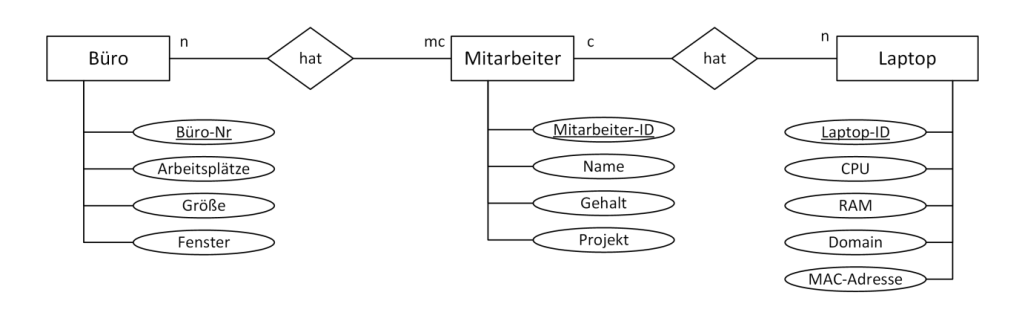 n
mc
c
n
Büro
hat
Mitarbeiter
hat
Laptop
Büro-Nr
Arbeitsplätze
Größe
Fenster
Mitarbeiter-ID
Name
Gehalt
Projekt
Laptop-ID
CPU
RAM
Domain
MAC-Adresse